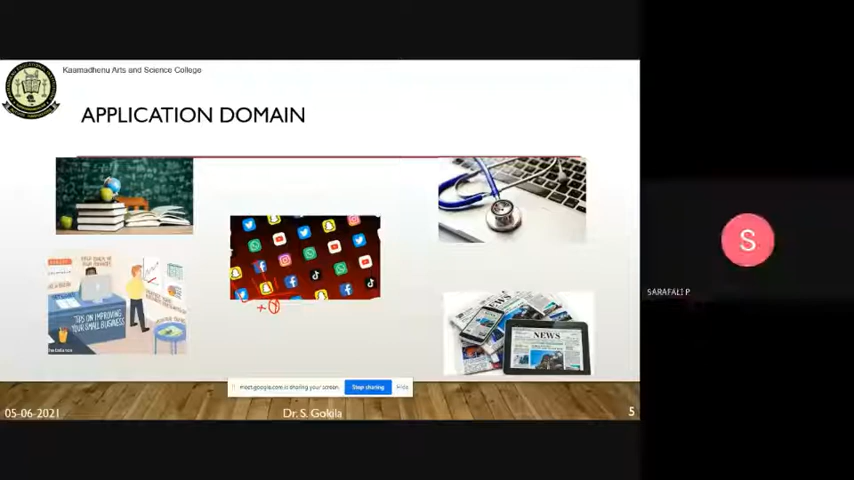 Kaamadhenu Arts and Science College
APPLICATION DOMAIN
TIPS ON IMPROVING
YOUR SMALL BUSINESS
NEWS
NEWS
meet.google.com is sharing your screen.
Stop sharing
Hide
05-06-2021
Dr. S. Gokila
5
S
SARAFALI P